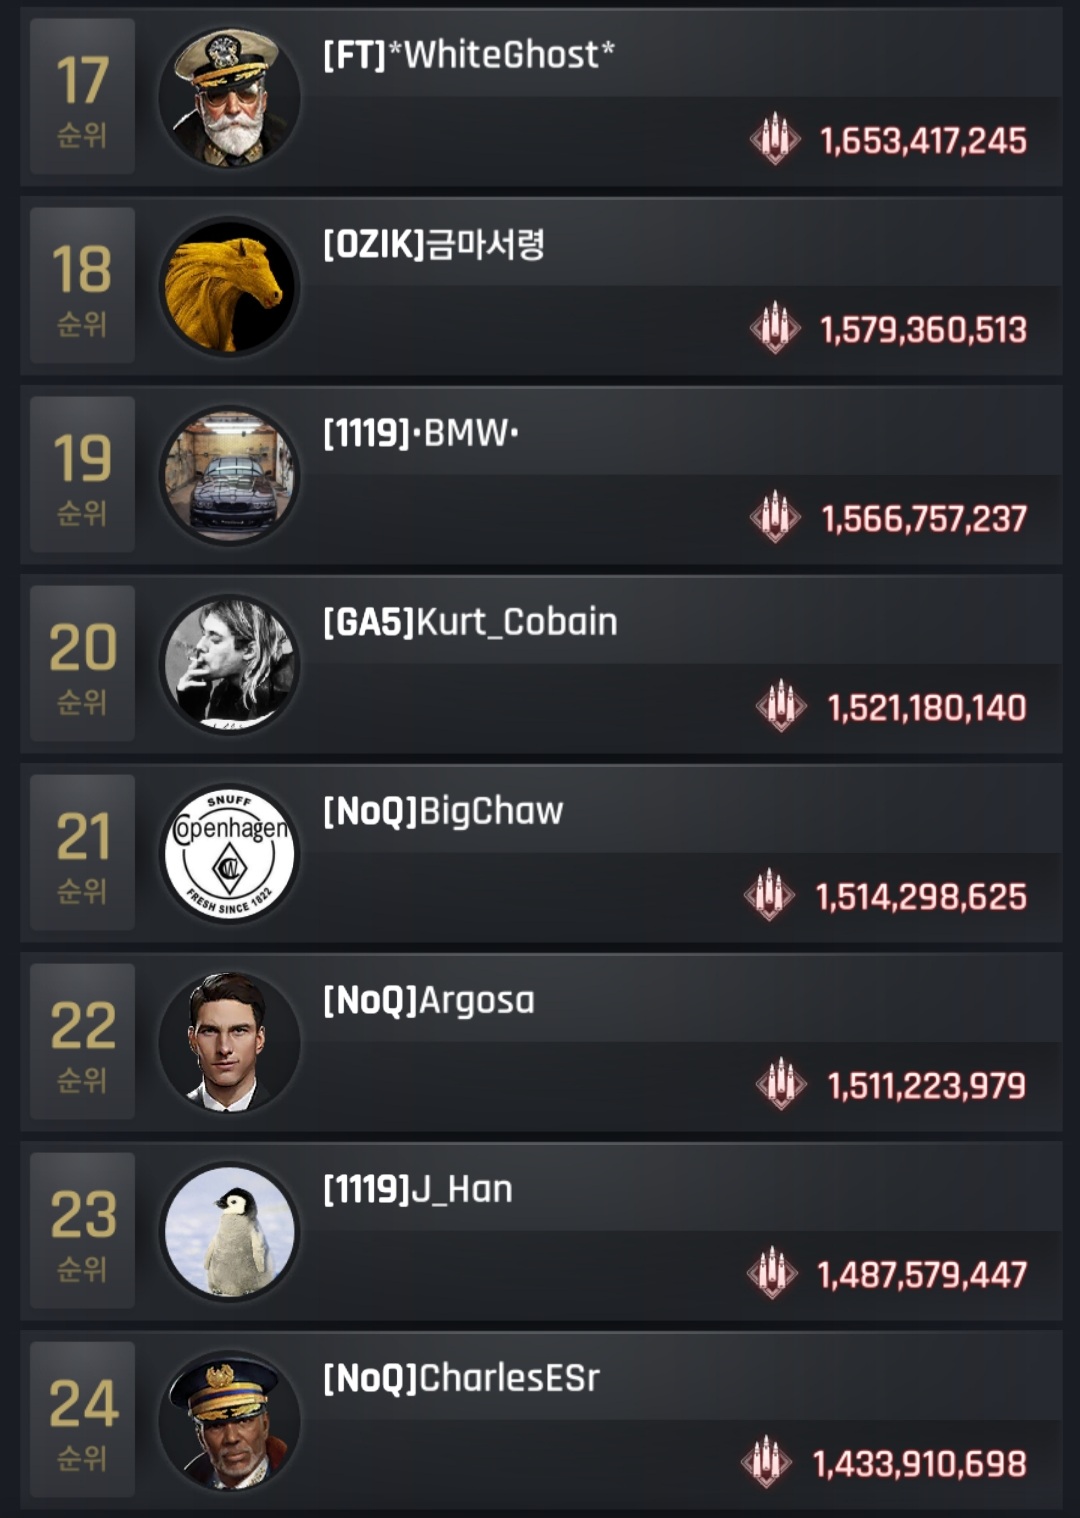 17
순위
[FT]*WhiteGhost*
1,653,417,245
18
순위
[OZIK]금마서령
1,579,360,513
19
순위
[1119]·BMW·
1,566,757,237
20
순위
[GA5]Kurt_Cobain
1,521,180,140
21
순위
SNUFF
Copenhagen
CW
FRESH SINCE 1822
[NoQ]BigChaw
1,514,298,625
22
순위
[NoQ]Argosa
1,511,223,979
23
순위
[1119]J_Han
1,487,579,447
24
순위
[NoQ]CharlesESr
1,433,910,698